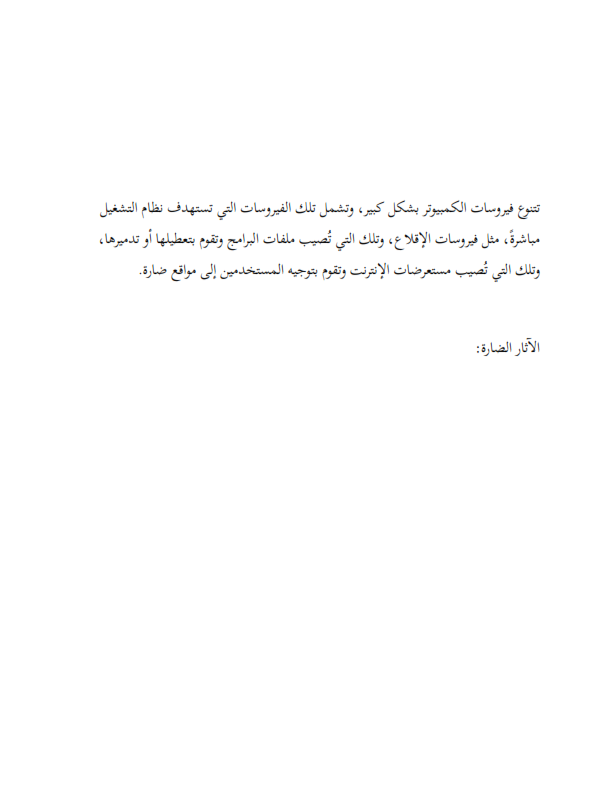 تتنوع فيروسات الكمبيوتر بشكل كبير، وتشمل تلك الفيروسات التي تستهدف نظام التشغيل
مباشرةً، مثل فيروسات الإقلاع، وتلك التي تُصيب ملفات البرامج وتقوم بتعطيلها أو تدميرها،
وتلك التي تُصيب مستعرضات الإنترنت وتقوم بتوجيه المستخدمين إلى مواقع ضارة.
الآثار الضارة: